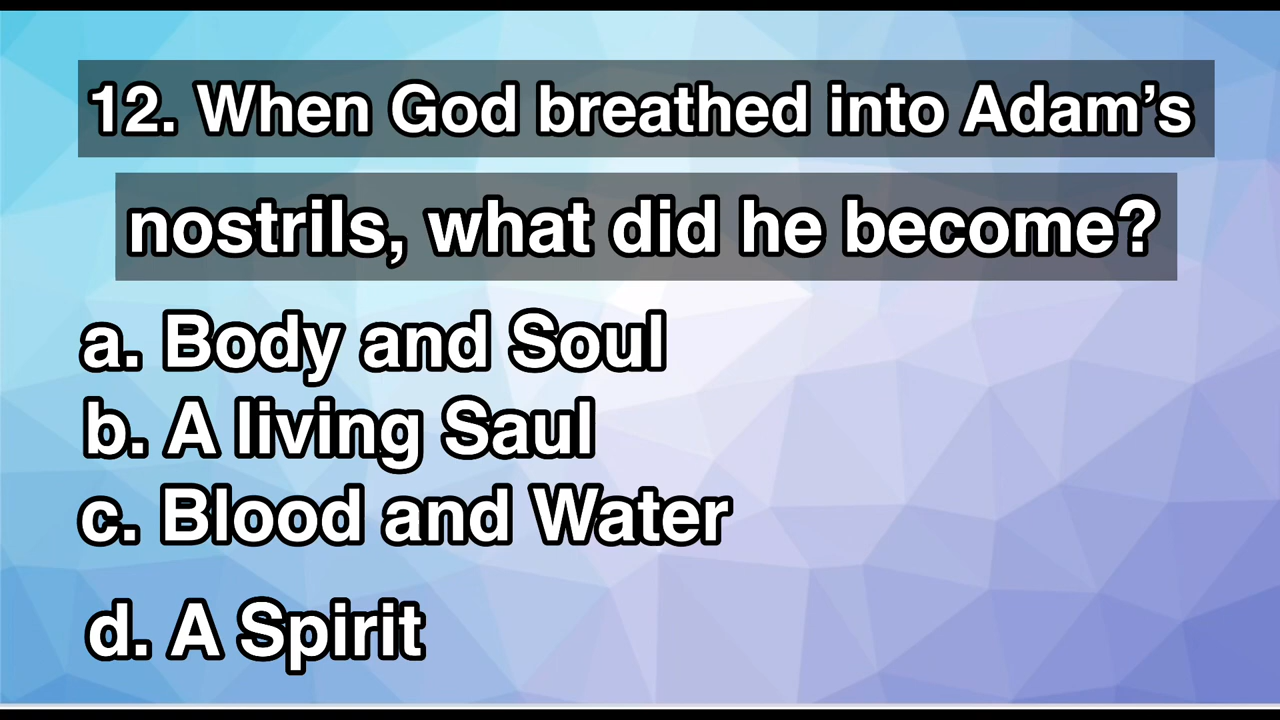 12. When God breathed into Adam’s
nostrils, what did he become?
a. Body and Soul
b. A living Saul
c. Blood and Water
d. A Spirit